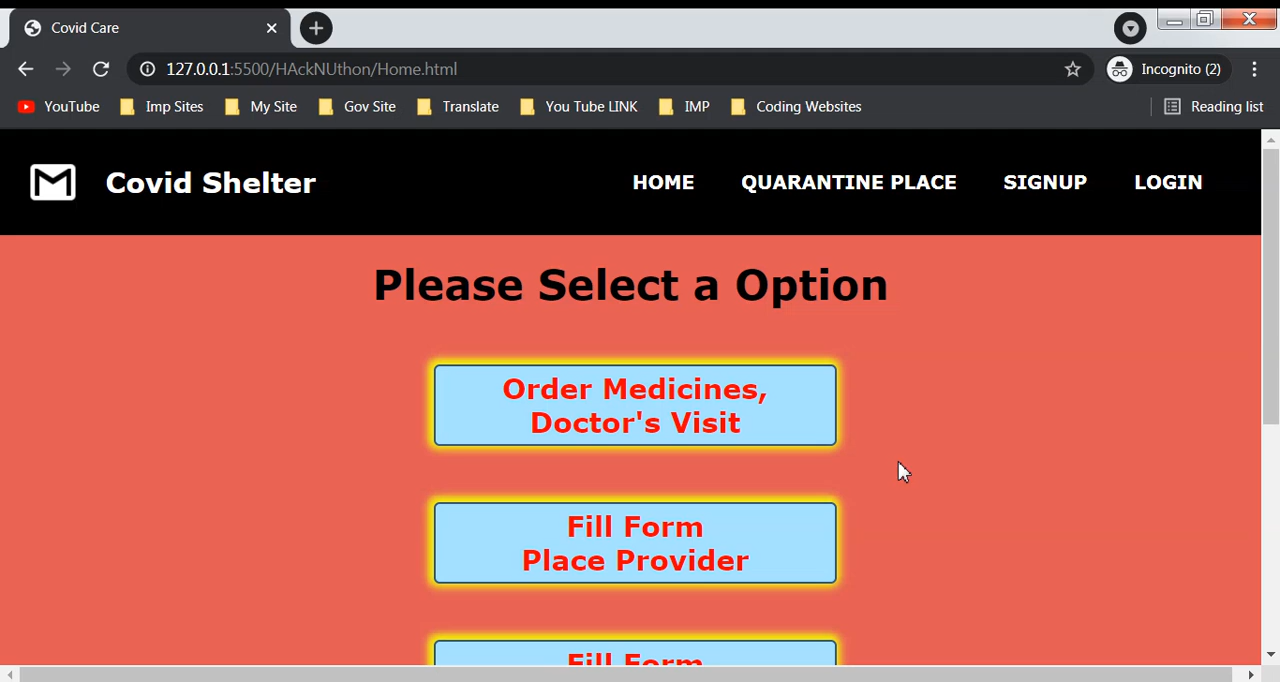 Covid Care
127.0.0.1:5500/HAckNUthon/Home.html
Incognito (2)
YouTube
Imp Sites
My Site
Gov Site
Translate
You Tube LINK
IMP
Coding Websites
Reading list
Covid Shelter
HOME
QUARANTINE PLACE
SIGNUP
LOGIN
Please Select a Option
Order Medicines,
Doctor's Visit
Fill Form
Place Provider
Fill Form